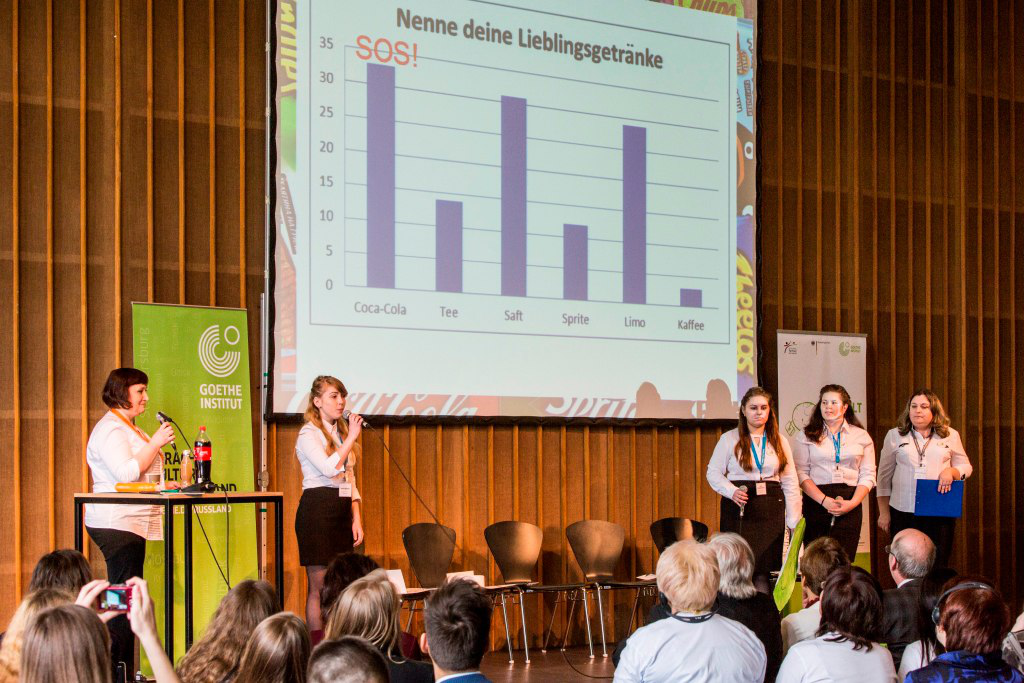 Nenne deine Lieblingsgetränke
SOS!
35
30
25
20
15
10
5
0
Coca-Cola
Tee
Saft
Sprite
Limo
Kaffee
Cheetos
GOETHE
INSTITUT